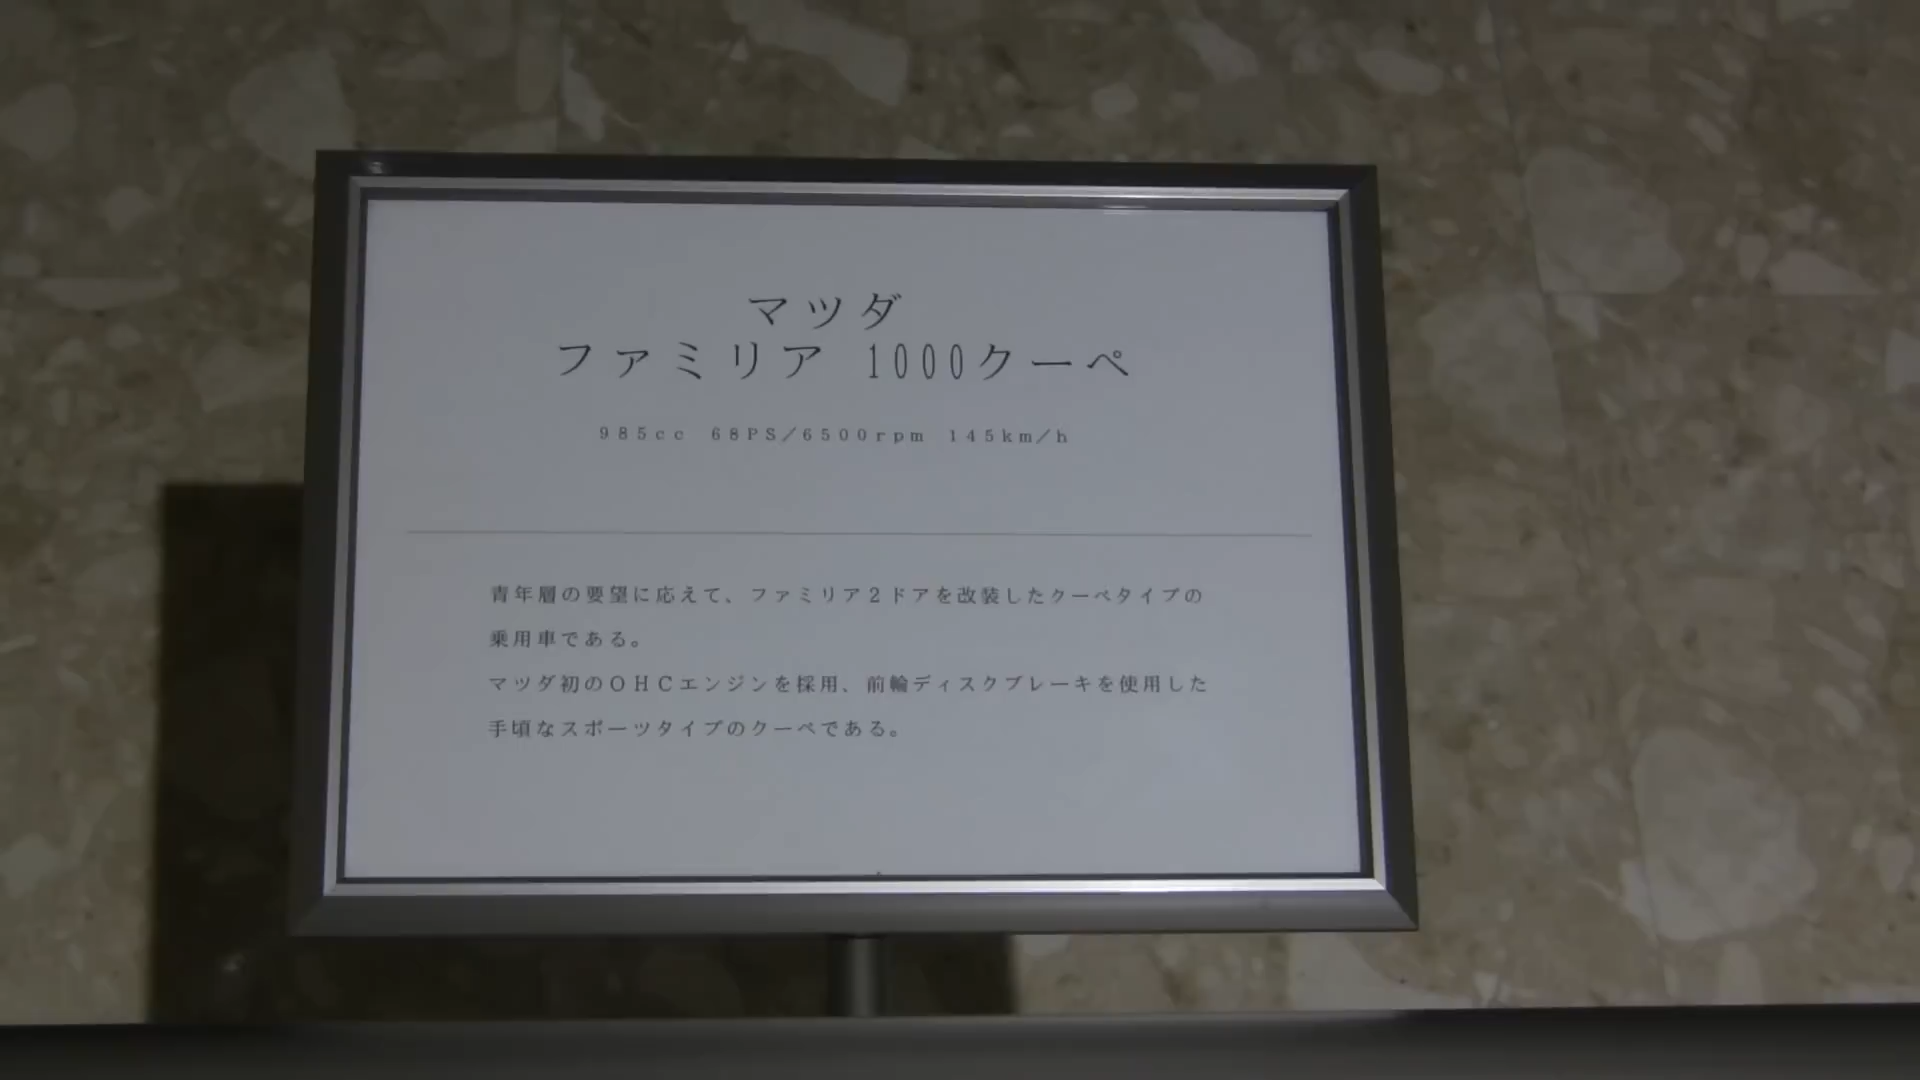 マツダ
ファミリア 1000クーペ
985cc 68PS/6500rpm 145km/h
青年層の要望に応えて、ファミリア2ドアを改装したクーペタイプの
乗用車である。
マツダ初のOHCエンジンを採用、前輪ディスクブレーキを使用した
手頃なスポーツタイプのクーペである。